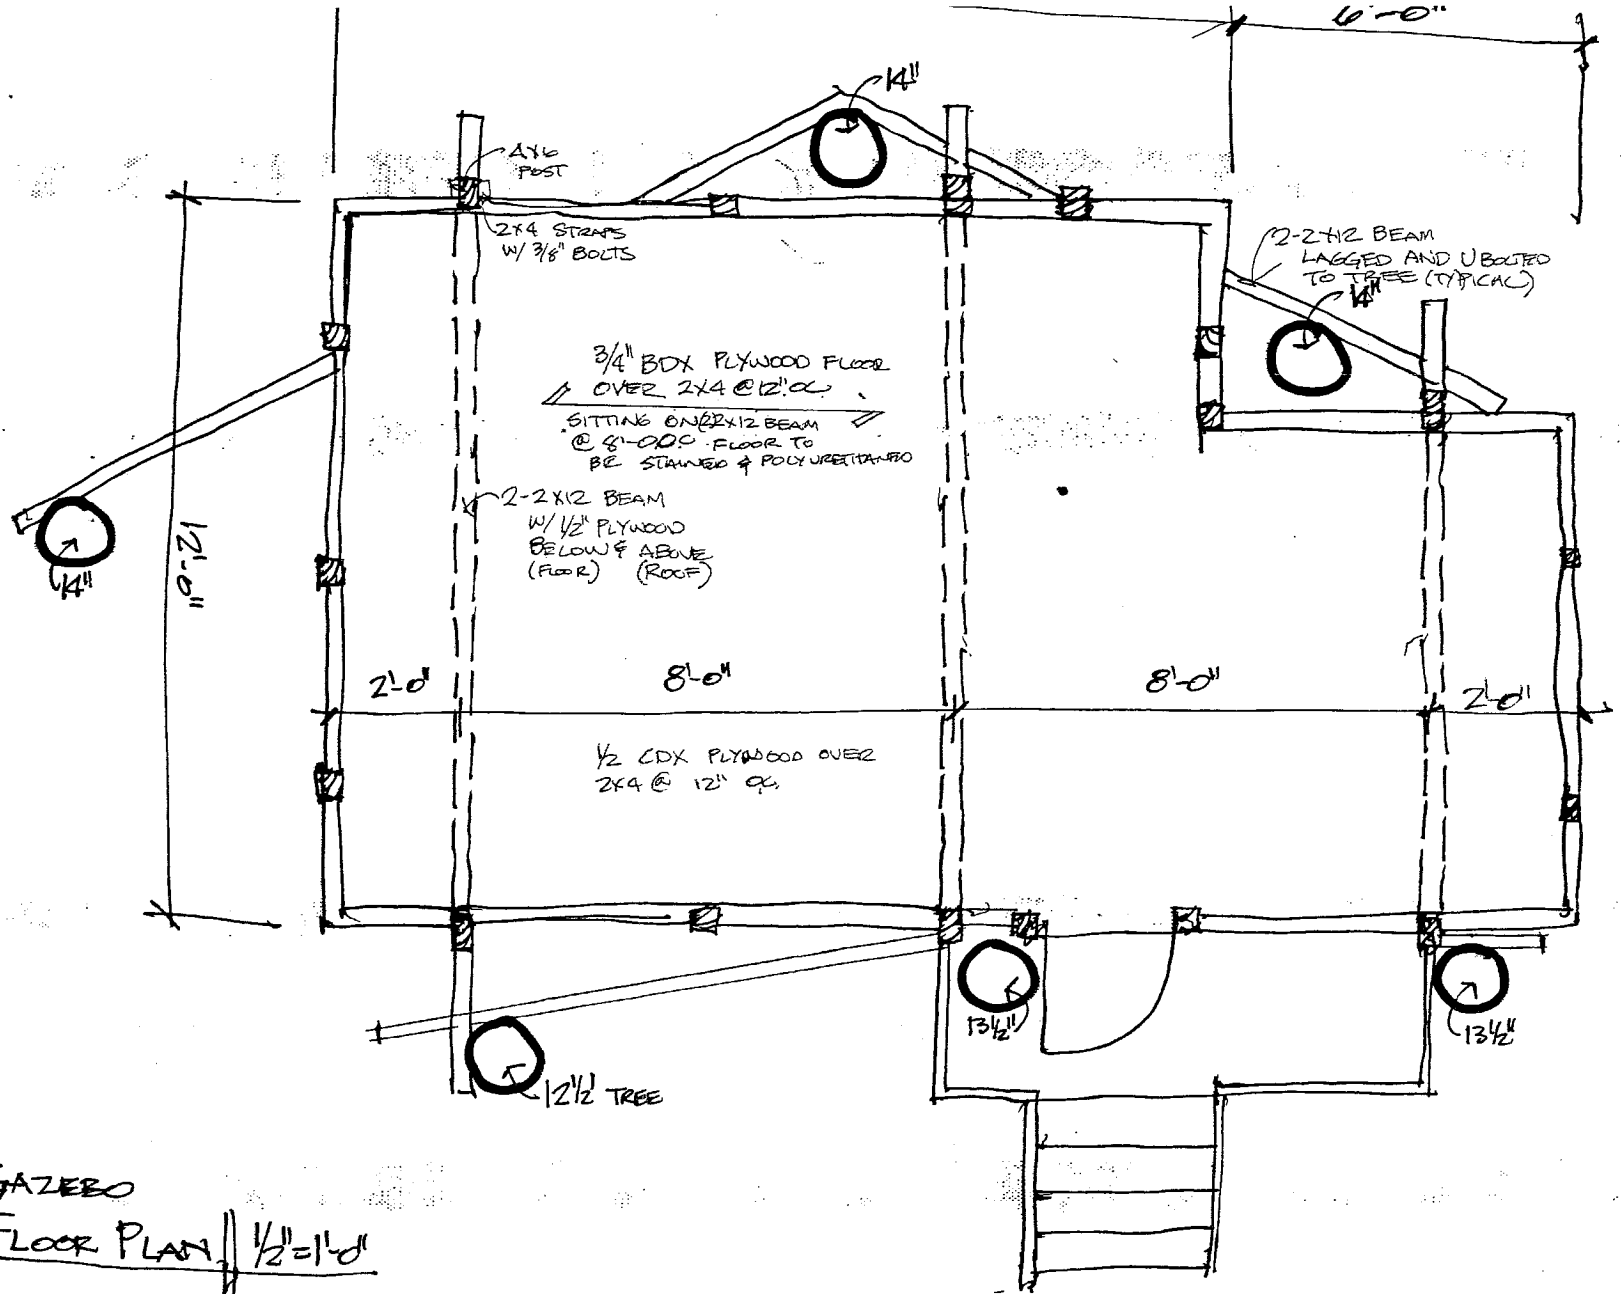 6'-0"
14"
4X6
POST
2X4 STRAPS
W/ 3/8" BOLTS
2-2X12 BEAM
LAGGED AND U BOLTED
TO TREE (TYPICAL)
14"
3/4" BDX PLYWOOD FLOOR
OVER 2X4 @ 12" OC
SITTING ON 2 2X12 BEAM
@ 8'-0 OC FLOOR TO
BE STAINED & POLYURETHANED
2-2X12 BEAM
W/ 1/2" PLYWOOD
BELOW & ABOVE
(FLOOR) (ROOF)
14"
12'-0"
2'-0" 8'-0" 8'-0" 2'-0"
1/2 CDX PLYWOOD OVER
2X4 @ 12" OC.
13 1/2"
13 1/2"
12 1/2" TREE
GAZEBO
FLOOR PLAN 1/2"=1'-0"